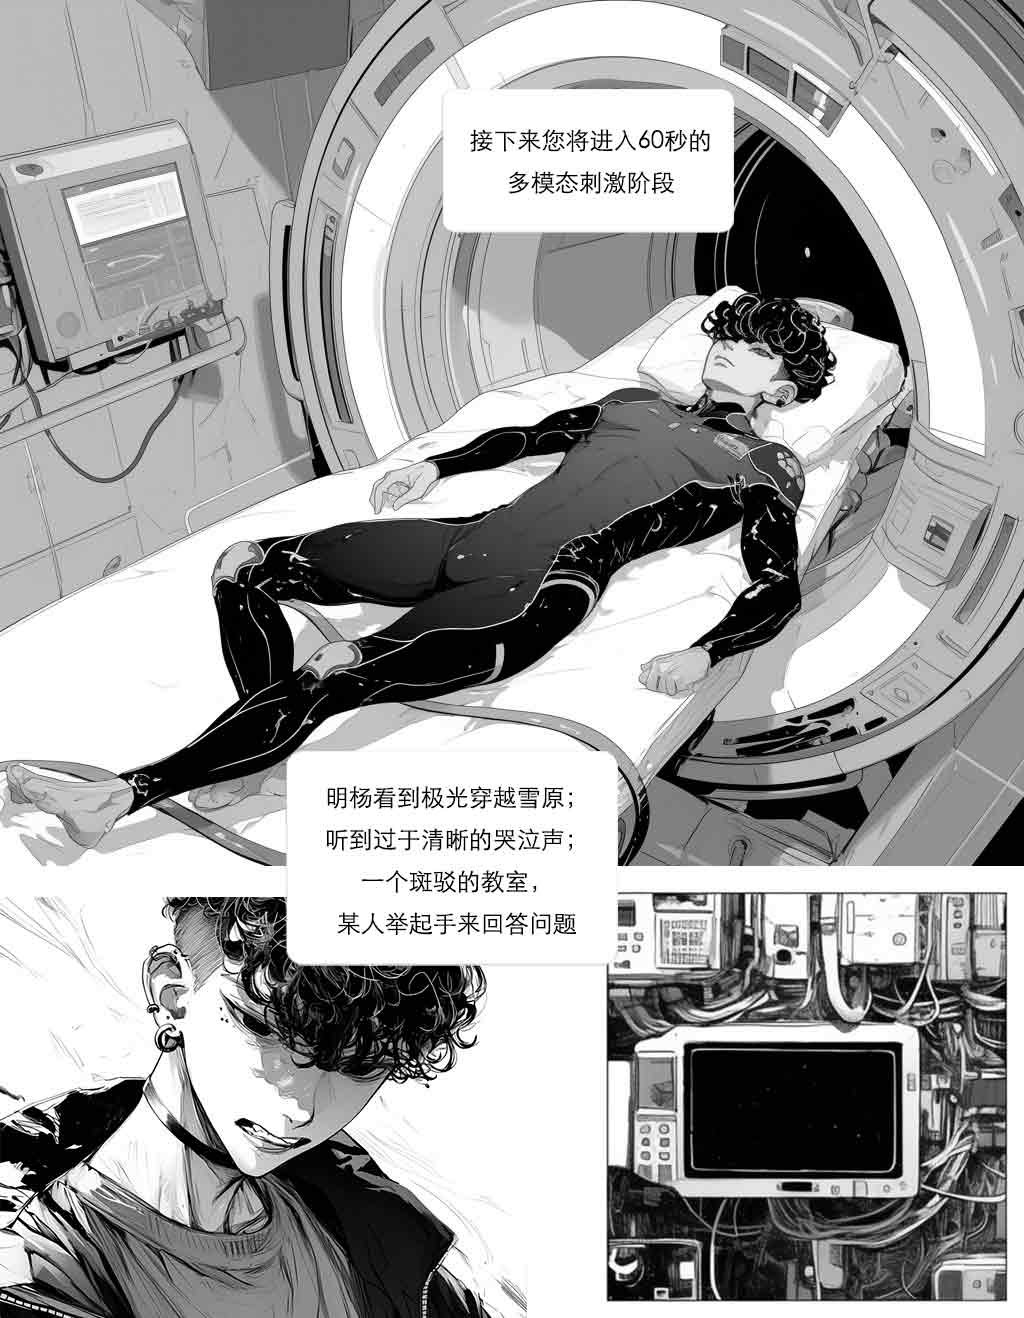 接下来您将进入60秒的
多模态刺激阶段
明杨看到极光穿越雪原；
听到过于清晰的哭泣声；
一个斑驳的教室，
某人举起手来回答问题